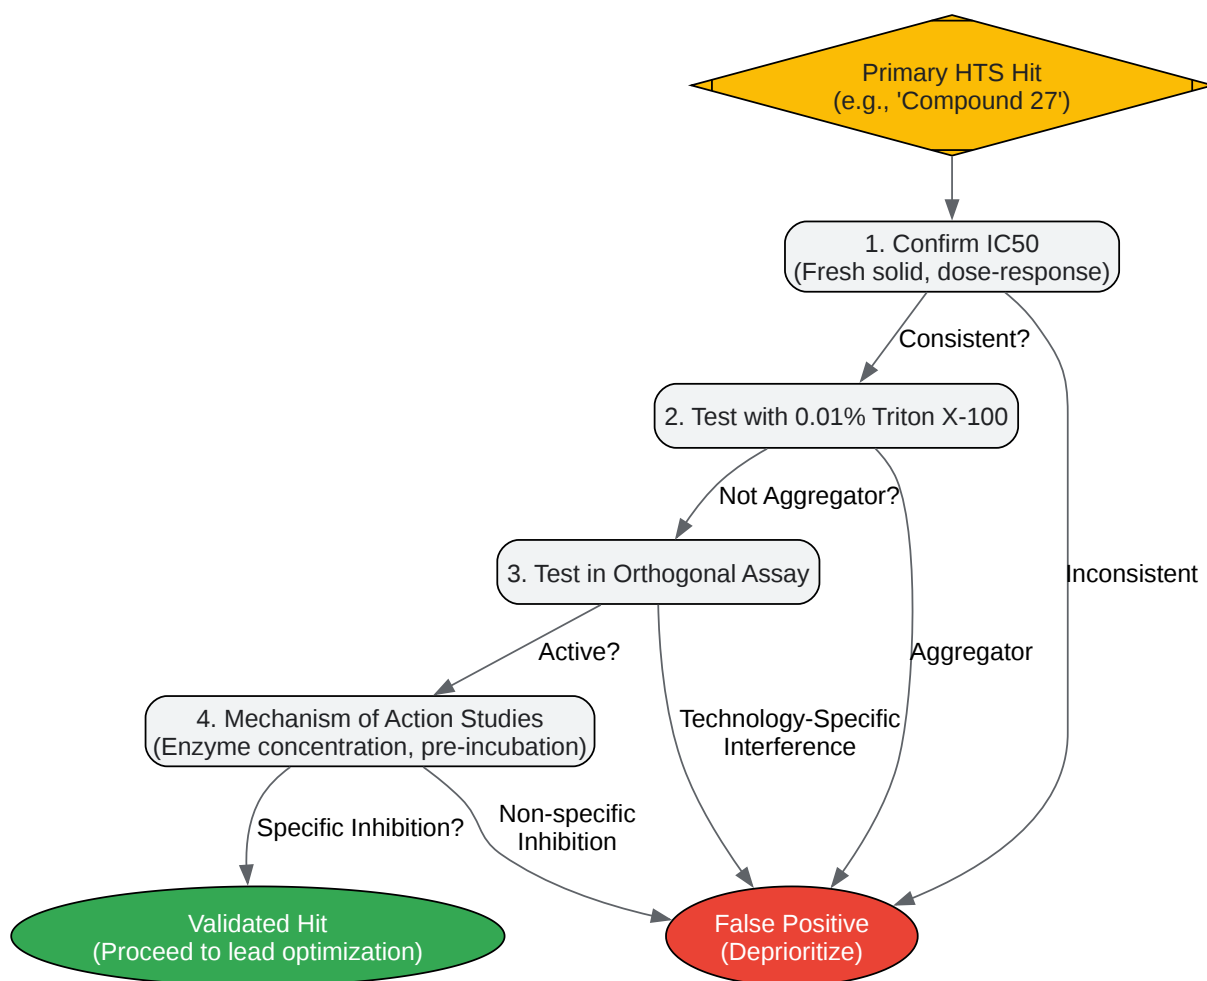 Primary HTS Hit
(e.g., 'Compound 27')
1. Confirm IC50
(Fresh solid, dose-response)
Consistent?
2. Test with 0.01% Triton X-100
Not Aggregator?
3. Test in Orthogonal Assay
Inconsistent
Active?
Aggregator
4. Mechanism of Action Studies
(Enzyme concentration, pre-incubation)
Technology-Specific
Interference
Specific Inhibition?
Non-specific
Inhibition
Validated Hit
(Proceed to lead optimization)
False Positive
(Deprioritize)